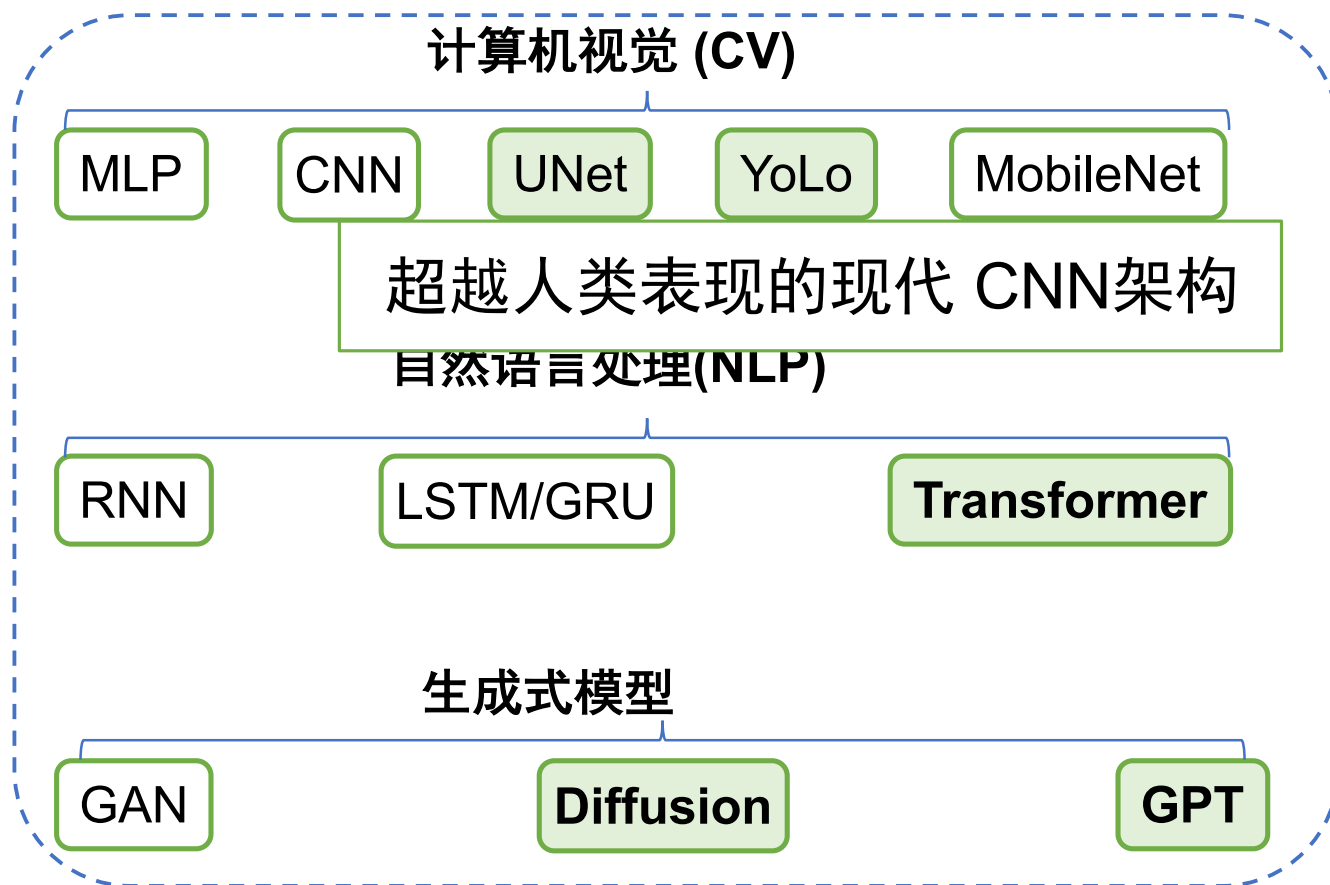 计算机视觉 (CV)
MLP CNN UNet YoLo MobileNet
超越人类表现的现代 CNN架构
自然语言处理(NLP)
RNN LSTM/GRU Transformer
生成式模型
GAN Diffusion GPT